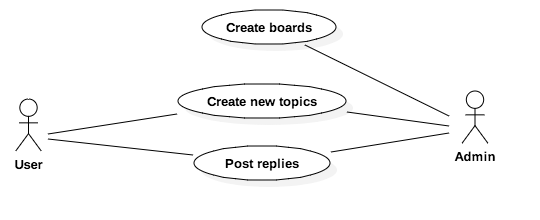 Create boards
Create new topics
User
Admin
Post replies